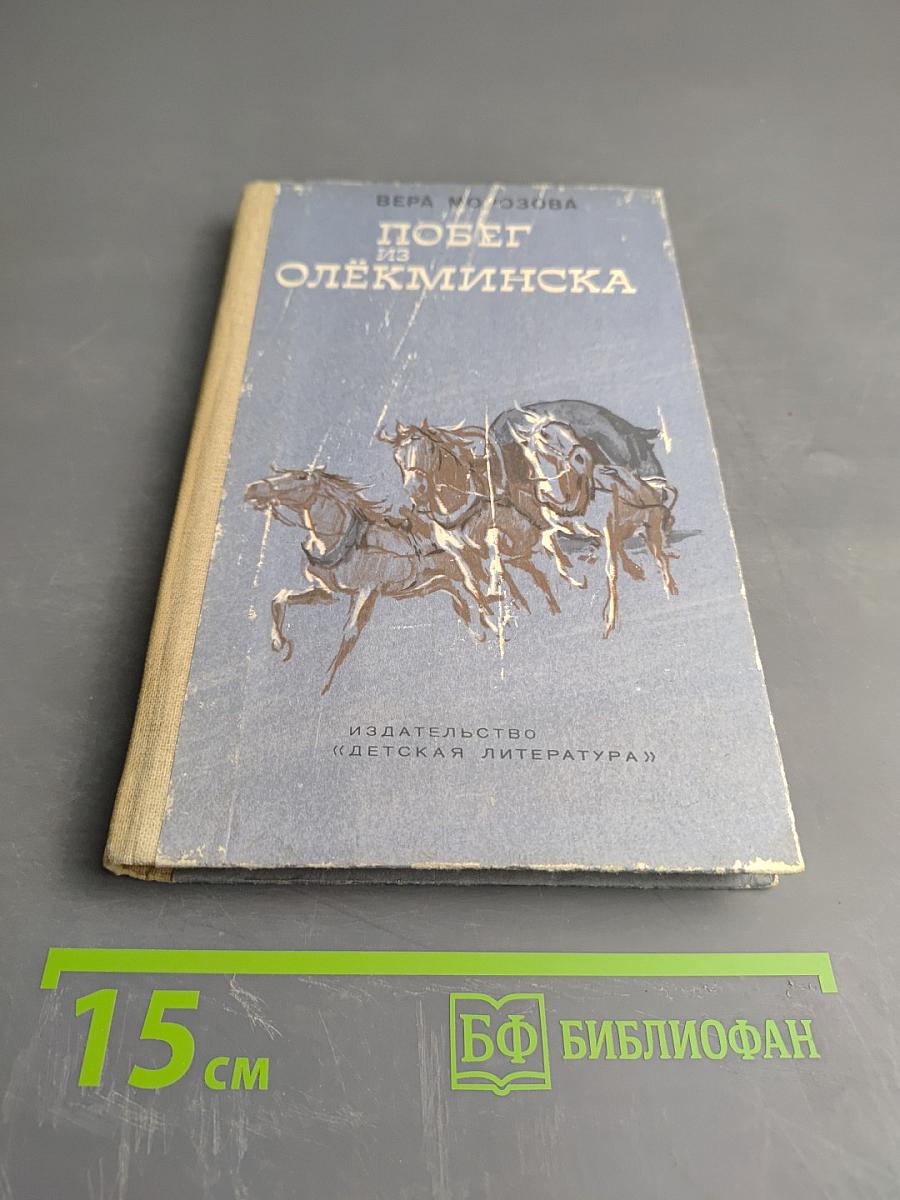 ВЕРА МОРОЗОВА
ПОБЕГ
ИЗ
ОЛЁКМИНСКА
ИЗДАТЕЛЬСТВО
«ДЕТСКАЯ ЛИТЕРАТУРА»
15 см
БФ БИБЛИОФАН